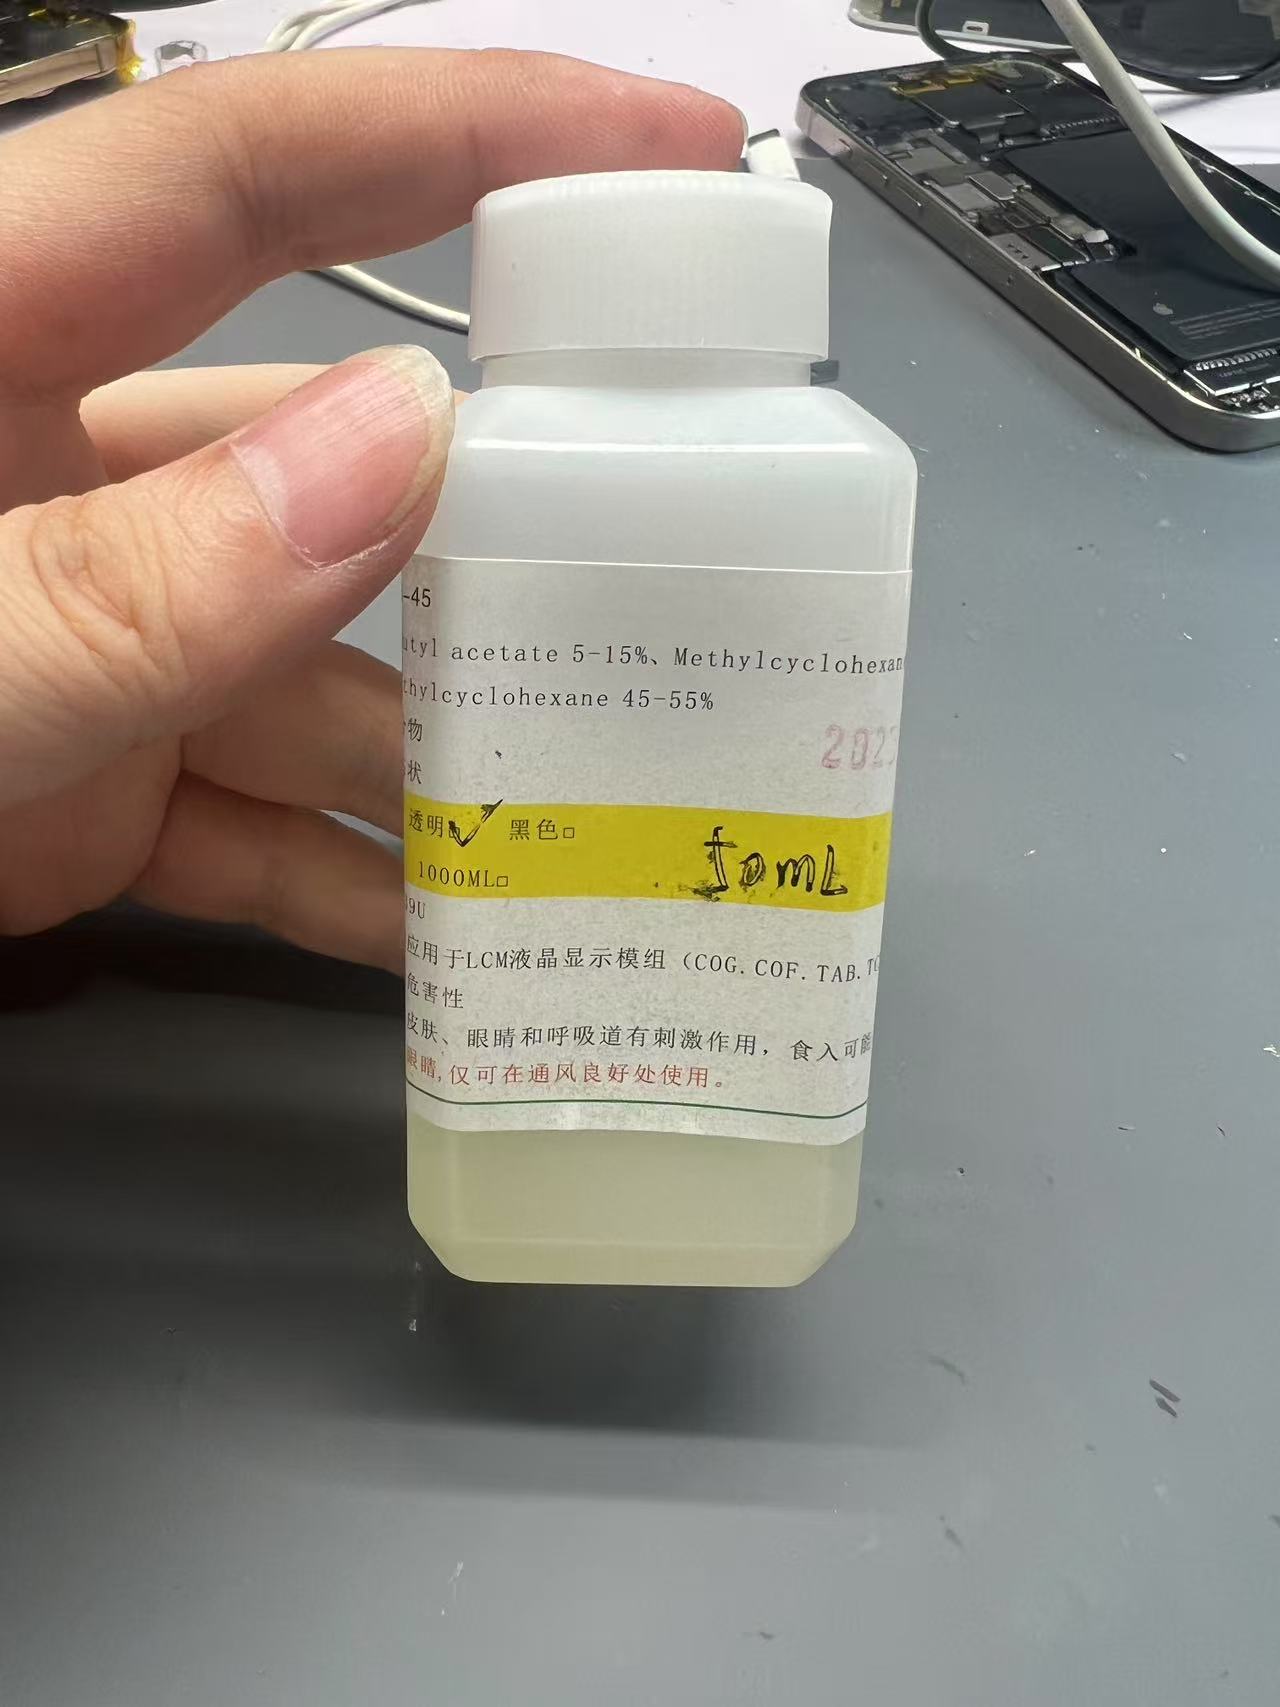 -45
utyl acetate 5-15%、Methylcyclohexan
thylcyclohexane 45-55%
物
状
202
透明☑ 黑色□
50mL
1000ML□
9U
应用于LCM液晶显示模组（COG.COF.TAB.TC
危害性
皮肤、眼睛和呼吸道有刺激作用，食入可能
眼睛,仅可在通风良好处使用。